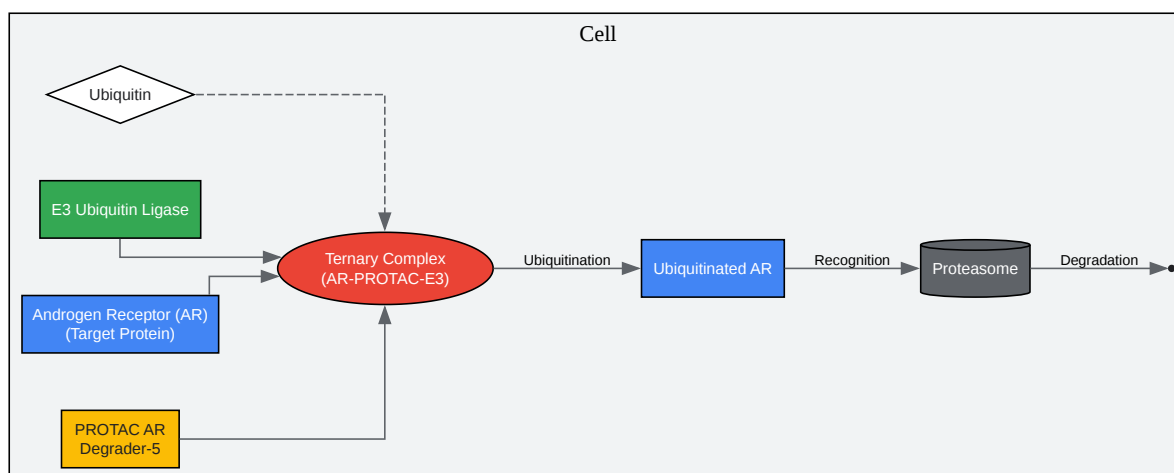 Cell
Ubiquitin
E3 Ubiquitin Ligase
Androgen Receptor (AR)
(Target Protein)
PROTAC AR
Degrader-5
Ternary Complex
(AR-PROTAC-E3)
Ubiquitination
Ubiquitinated AR
Recognition
Proteasome
Degradation